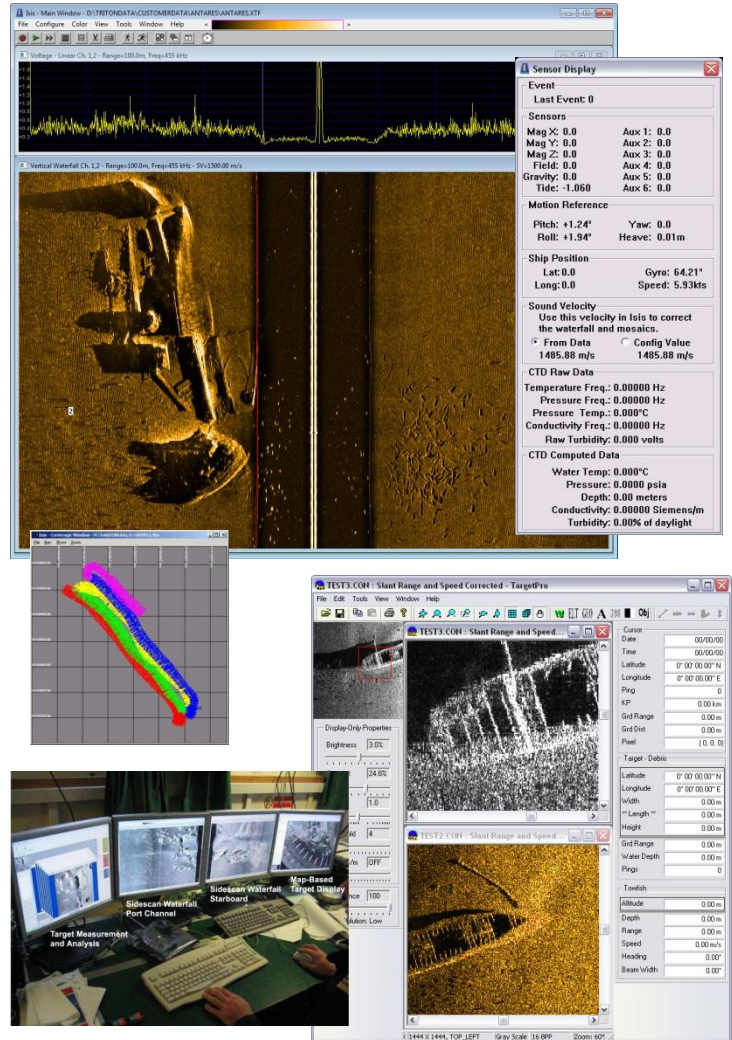 Isis - Main Window - D:\TRITONDATA\CUSTOMERDATA\ANTARES\ANTARES.XTF
File Configure Color View Tools Window Help
Voltage - Linear Ch. 1,2 - Range=100.0m, Freq=455 kHz
Vertical Waterfall Ch. 1,2 - Range=100.0m, Freq=455 kHz - SV=1500.00 m/s
2
Sensor Display
Event
Last Event: 0
Sensors
Mag X: 0.0 Aux 1: 0.0
Mag Y: 0.0 Aux 2: 0.0
Mag Z: 0.0 Aux 3: 0.0
Field: 0.0 Aux 4: 0.0
Gravity: 0.0 Aux 5: 0.0
Tide: -1.060 Aux 6: 0.0
Motion Reference
Pitch: +1.24° Yaw: 0.0
Roll: +1.94° Heave: 0.01m
Ship Position
Lat: 0.0 Gyro: 64.21°
Long: 0.0 Speed: 5.93kts
Sound Velocity
Use this velocity in Isis to correct
the waterfall and mosaics.
From Data Config Value
1485.88 m/s 1485.88 m/s
CTD Raw Data
Temperature Freq.: 0.00000 Hz
Pressure Freq.: 0.00000 Hz
Pressure Temp.: 0.000°C
Conductivity Freq.: 0.00000 Hz
Raw Turbidity: 0.000 volts
CTD Computed Data
Water Temp: 0.000°C
Pressure: 0.0000 psia
Depth: 0.00 meters
Conductivity: 0.00000 Siemens/m
Turbidity: 0.00% of daylight
Isis - Coverage Window
File Nav View Zoom
TEST3.CON : Slant Range and Speed Corrected - TargetPro
File Edit Tools View Window Help
Obj
TEST3.CON : Slant Range and Speed...
Display-Only Properties
Brightness 3.0%
24.8%
1.0
4
/m OFF
100
Resolution: Low
TEST2.CON : Slant Range and Speed...
Cursor
Date 00/00/00
Time 00/00/00
Latitude 0° 00' 00.00" N
Longitude 0° 00' 00.00" E
Ping 0
KP 0.00 km
Grd Range 0.00 m
Grd Dist. 0.00 m
Pixel ( 0, 0, 0)
Target - Debris
Latitude 0° 00' 00.00" N
Longitude 0° 00' 00.00" E
Width 0.00 m
** Length ** 0.00 m
Height 0.00 m
Grd Range 0.00 m
Water Depth 0.00 m
Pings 0
Towfish
Altitude 0.00 m
Depth 0.00 m
Range 0.00 m
Speed 0.00 m/s
Heading 0.00°
Beam Width 0.00°
1444 X 1444, TOP_LEFT Gray Scale 16 BPP Zoom: 60%
Target Measurement
and Analysis
Sidescan Waterfall
Port Channel
Sidescan Waterfall
Starboard
Map-Based
Target Display